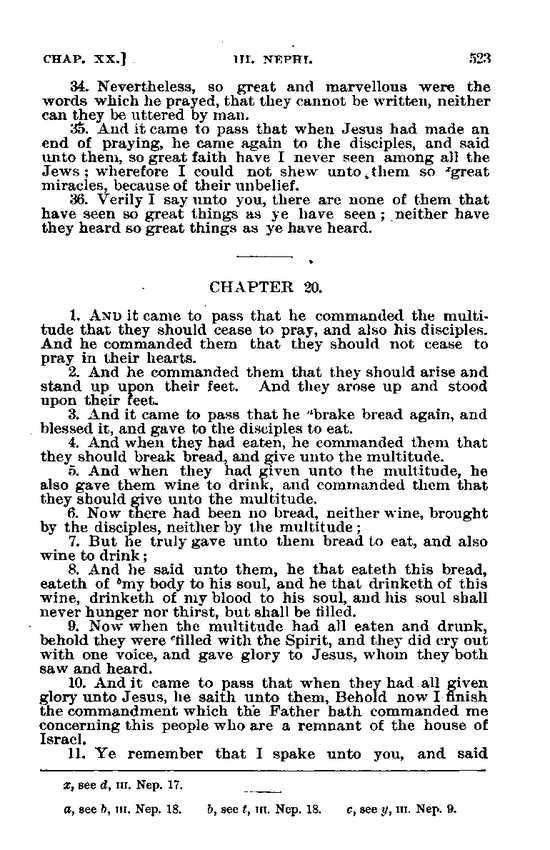 CHAP. XX.] III. NEPHI. 523
34. Nevertheless, so great and marvellous were the
words which he prayed, that they cannot be written, neither
can they be uttered by man.
35. And it came to pass that when Jesus had made an
end of praying, he came again to the disciples, and said
unto them, so great faith have I never seen among all the
Jews; wherefore I could not shew unto them so ᶻgreat
miracles, because of their unbelief.
36. Verily I say unto you, there are none of them that
have seen so great things as ye have seen; neither have
they heard so great things as ye have heard.
CHAPTER 20.
1. AND it came to pass that he commanded the multi-
tude that they should cease to pray, and also his disciples.
And he commanded them that they should not cease to
pray in their hearts.
2. And he commanded them that they should arise and
stand up upon their feet. And they arose up and stood
upon their feet.
3. And it came to pass that he ᵃbrake bread again, and
blessed it, and gave to the disciples to eat.
4. And when they had eaten, he commanded them that
they should break bread, and give unto the multitude.
5. And when they had given unto the multitude, he
also gave them wine to drink, and commanded them that
they should give unto the multitude.
6. Now there had been no bread, neither wine, brought
by the disciples, neither by the multitude;
7. But he truly gave unto them bread to eat, and also
wine to drink;
8. And he said unto them, he that eateth this bread,
eateth of ᵇmy body to his soul, and he that drinketh of this
wine, drinketh of my blood to his soul, and his soul shall
never hunger nor thirst, but shall be filled.
9. Now when the multitude had all eaten and drunk,
behold they were ᶜfilled with the Spirit, and they did cry out
with one voice, and gave glory to Jesus, whom they both
saw and heard.
10. And it came to pass that when they had all given
glory unto Jesus, he saith unto them, Behold now I finish
the commandment which the Father hath commanded me
concerning this people who are a remnant of the house of
Israel.
11. Ye remember that I spake unto you, and said
x, see d, III. Nep. 17.
a, see b, III. Nep. 18. b, see t, III. Nep. 18. c, see y, III. Nep. 9.